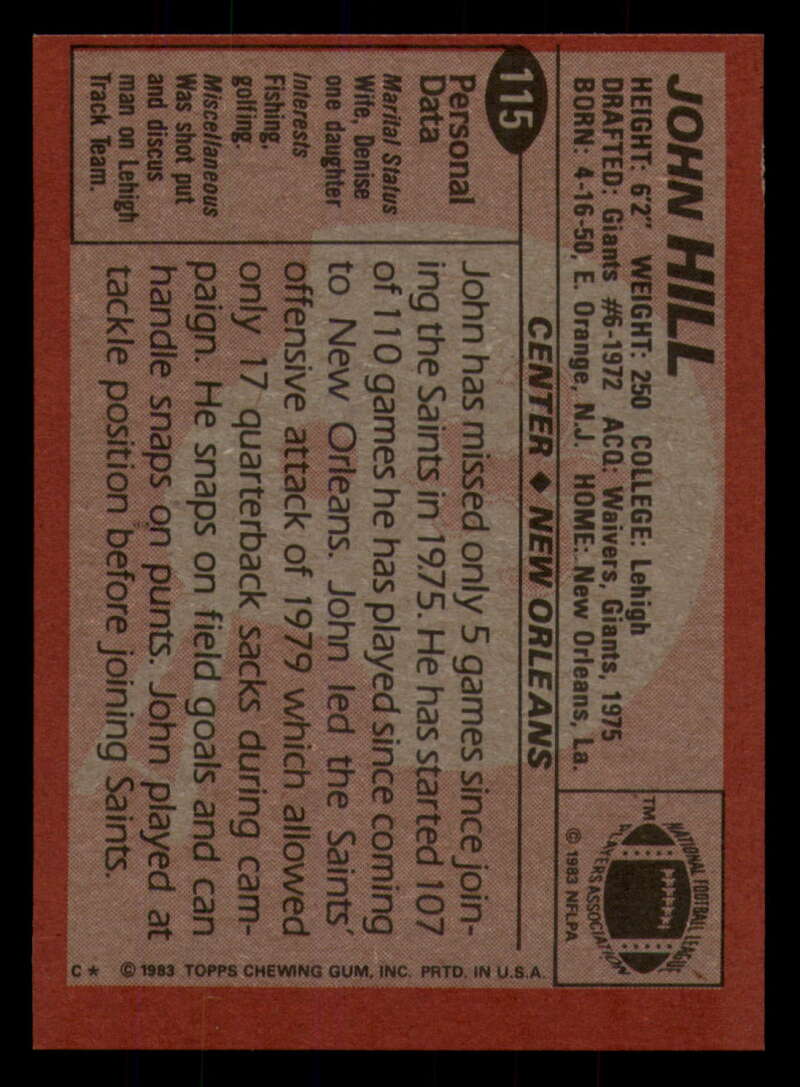 JOHN HILL
HEIGHT: 6'2" WEIGHT: 250 COLLEGE: Lehigh
DRAFTED: Giants #6-1972 ACQ: Waivers, Giants, 1975
BORN: 4-16-50, E. Orange, N.J. HOME: New Orleans, La.
CENTER ♦ NEW ORLEANS
NATIONAL FOOTBALL LEAGUE
PLAYERS ASSOCIATION
TM
© 1983 NFLPA
115
Personal
Data
Marital Status
Wife, Denise
one daughter
Interests
Fishing,
golfing.
Miscellaneous
Was shot put
and discus
man on Lehigh
Track Team.
John has missed only 5 games since join-
ing the Saints in 1975. He has started 107
of 110 games he has played since coming
to New Orleans. John led the Saints'
offensive attack of 1979 which allowed
only 17 quarterback sacks during cam-
paign. He snaps on field goals and can
handle snaps on punts. John played at
tackle position before joining Saints.
C* © 1983 TOPPS CHEWING GUM, INC. PRTD. IN U.S.A.